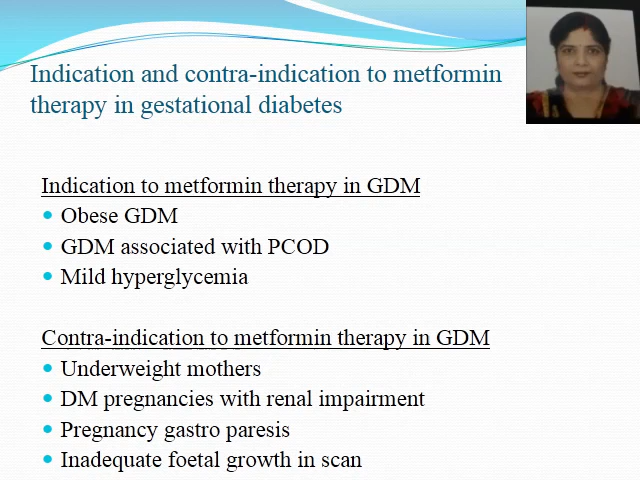 Indication and contra-indication to metformin
therapy in gestational diabetes
Indication to metformin therapy in GDM
Obese GDM
GDM associated with PCOD
Mild hyperglycemia
Contra-indication to metformin therapy in GDM
Underweight mothers
DM pregnancies with renal impairment
Pregnancy gastro paresis
Inadequate foetal growth in scan